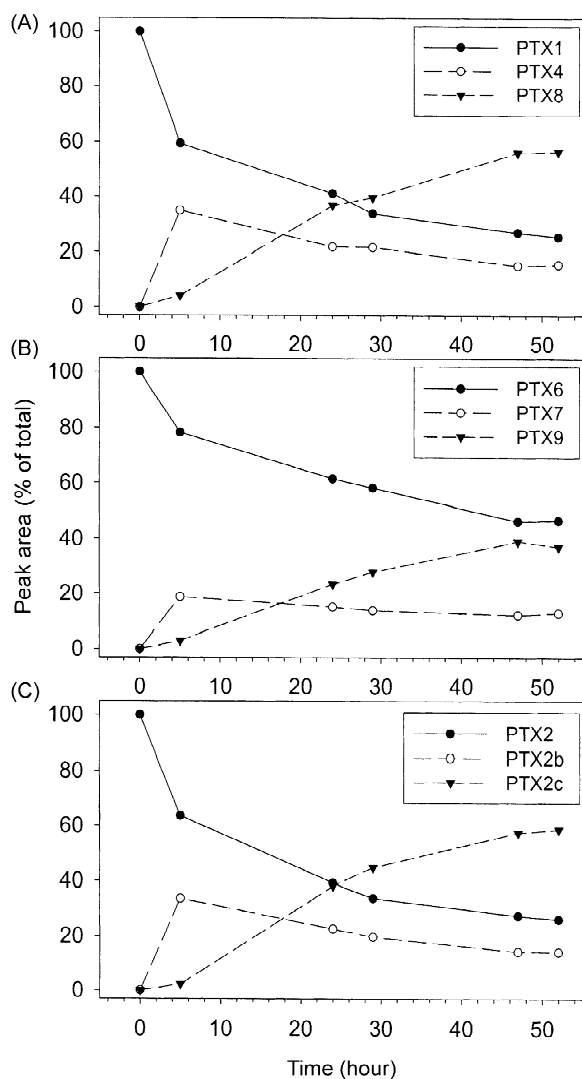 (A)
100
80
60
40
20
0
PTX1
PTX4
PTX8
0 10 20 30 40 50
(B)
100
80
60
40
20
0
PTX6
PTX7
PTX9
0 10 20 30 40 50
Peak area (% of total)
(C)
100
80
60
40
20
0
PTX2
PTX2b
PTX2c
0 10 20 30 40 50
Time (hour)